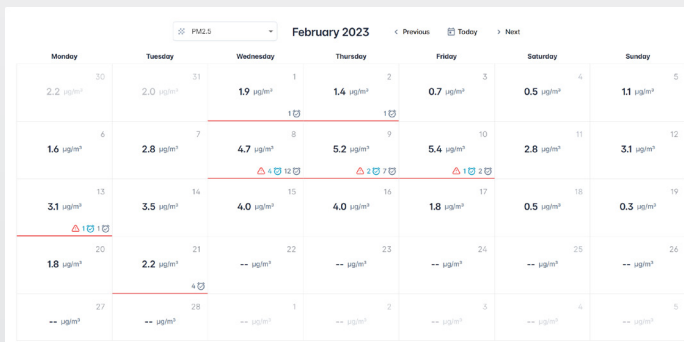 PM2.5 February 2023 < Previous Today > Next
Monday Tuesday Wednesday Thursday Friday Saturday Sunday
30 31 1 2 3 4 5
2.2 µg/m³ 2.0 µg/m³ 1.9 µg/m³ 1.4 µg/m³ 0.7 µg/m³ 0.5 µg/m³ 1.1 µg/m³
1 1
6 7 8 9 10 11 12
1.6 µg/m³ 2.8 µg/m³ 4.7 µg/m³ 5.2 µg/m³ 5.4 µg/m³ 2.8 µg/m³ 3.1 µg/m³
4 12 2 7 1 2
13 14 15 16 17 18 19
3.1 µg/m³ 3.5 µg/m³ 4.0 µg/m³ 4.0 µg/m³ 1.8 µg/m³ 0.5 µg/m³ 0.3 µg/m³
1 1
20 21 22 23 24 25 26
1.8 µg/m³ 2.2 µg/m³ -- µg/m³ -- µg/m³ -- µg/m³ -- µg/m³ -- µg/m³
4
27 28 1 2 3 4 5
-- µg/m³ -- µg/m³ -- µg/m³ -- µg/m³ -- µg/m³ -- µg/m³ -- µg/m³